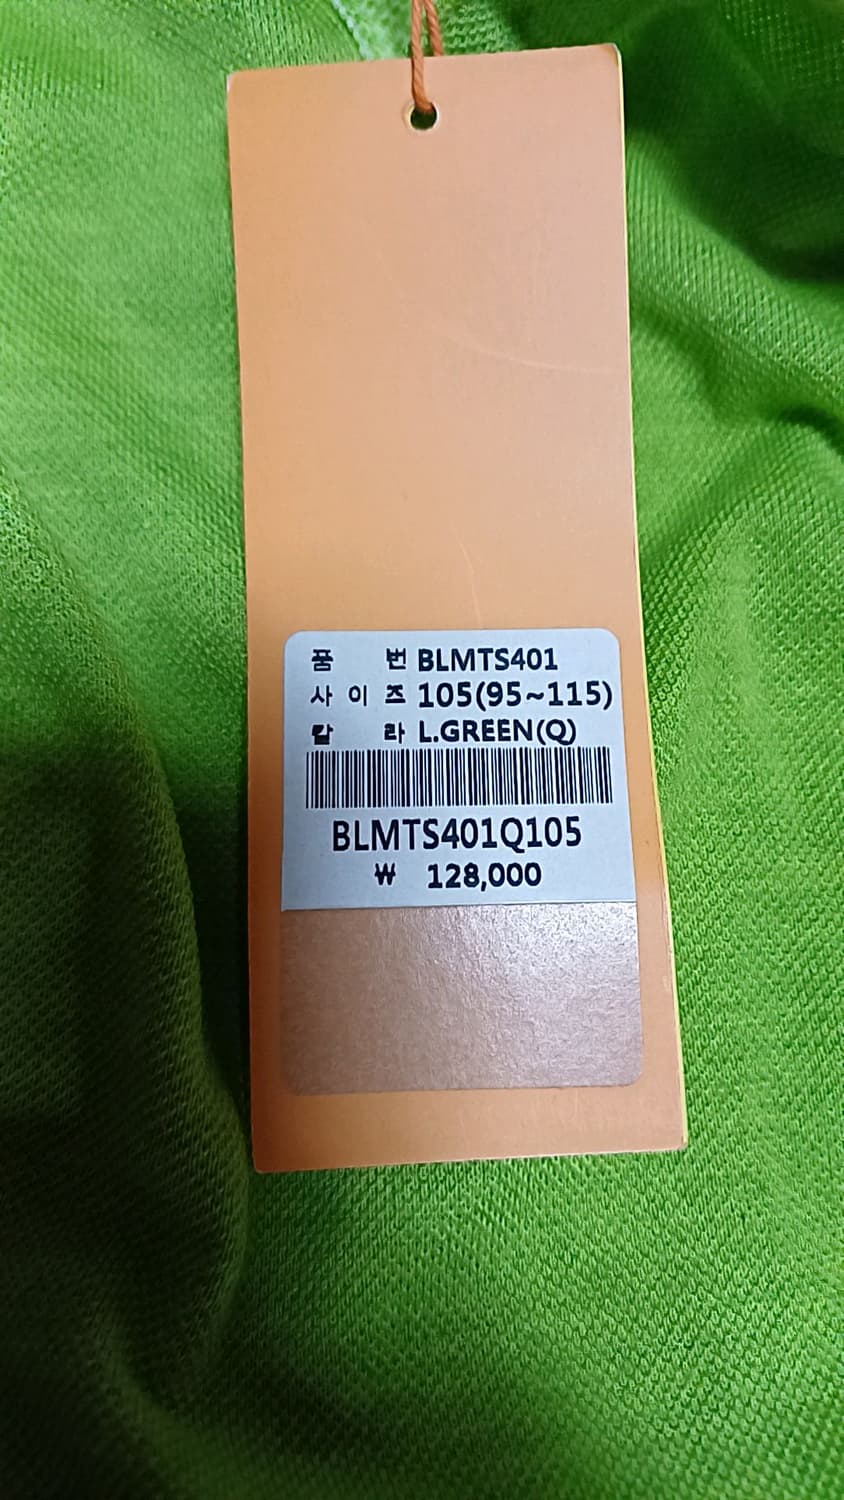 품 번 BLMTS401
사 이 즈 105(95~115)
칼 라 L.GREEN(Q)
BLMTS401Q105
₩ 128,000